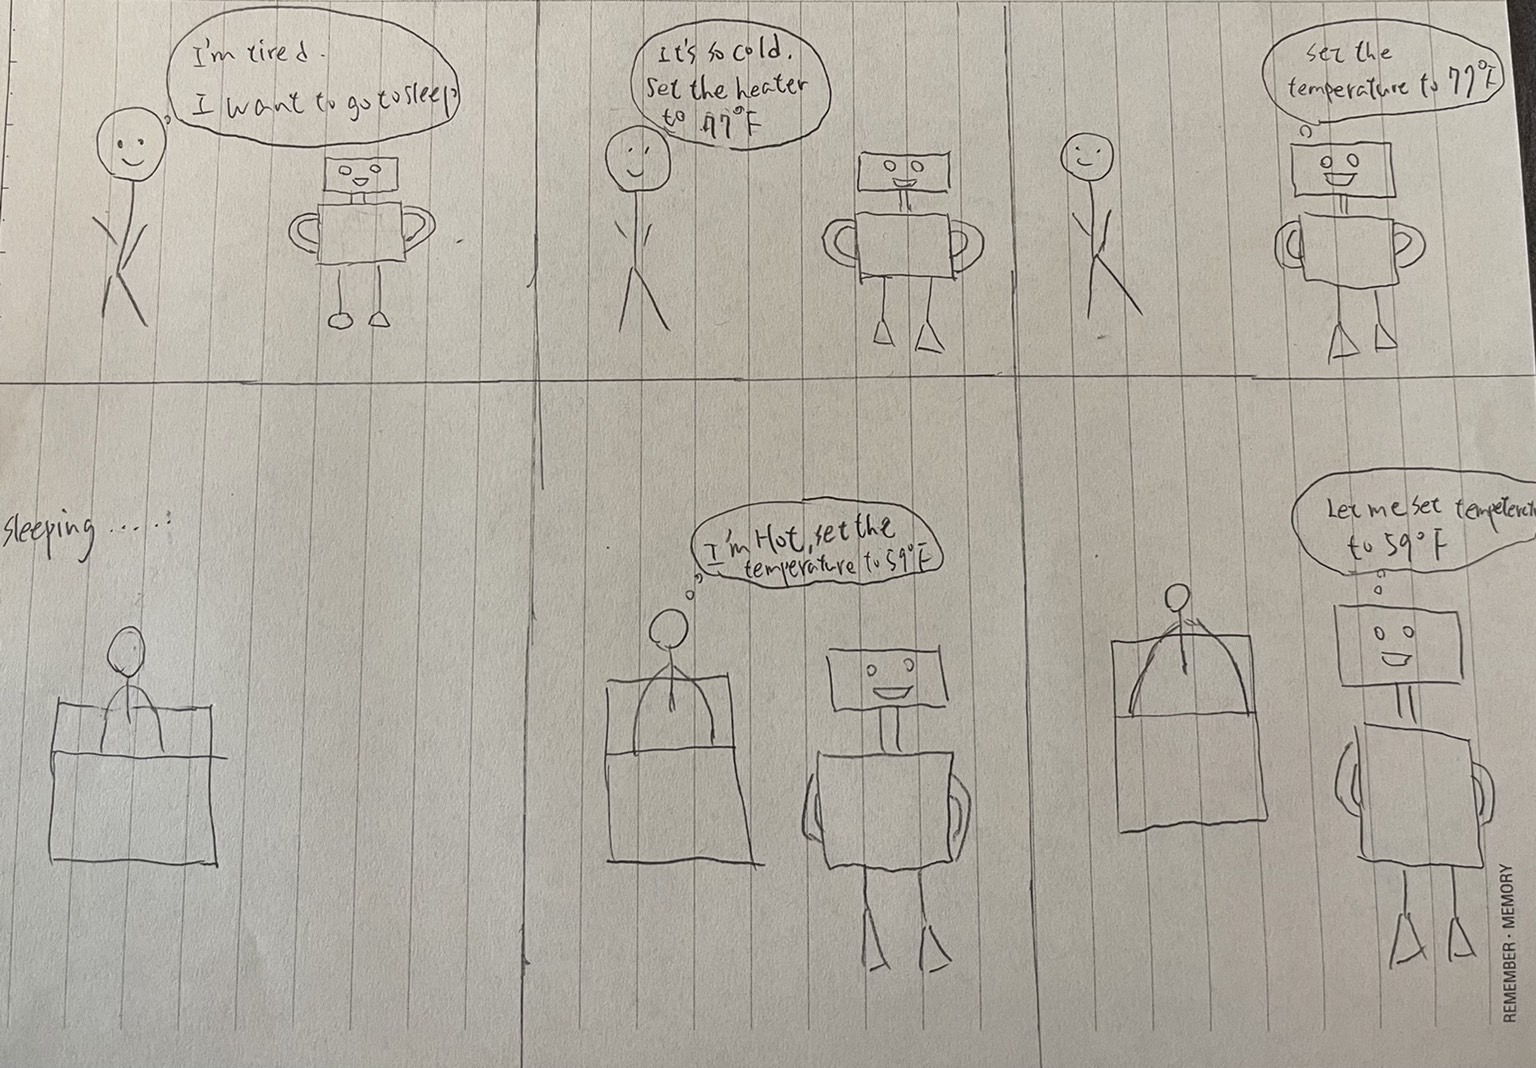 I'm tired.
I want to go to sleep
It's so cold.
Set the heater
to 77°F
set the
temperature to 77°F
sleeping .....:
I'm Hot, set the
temperature to 59°F
Let me set
to 59°F
REMEMBER · MEMORY